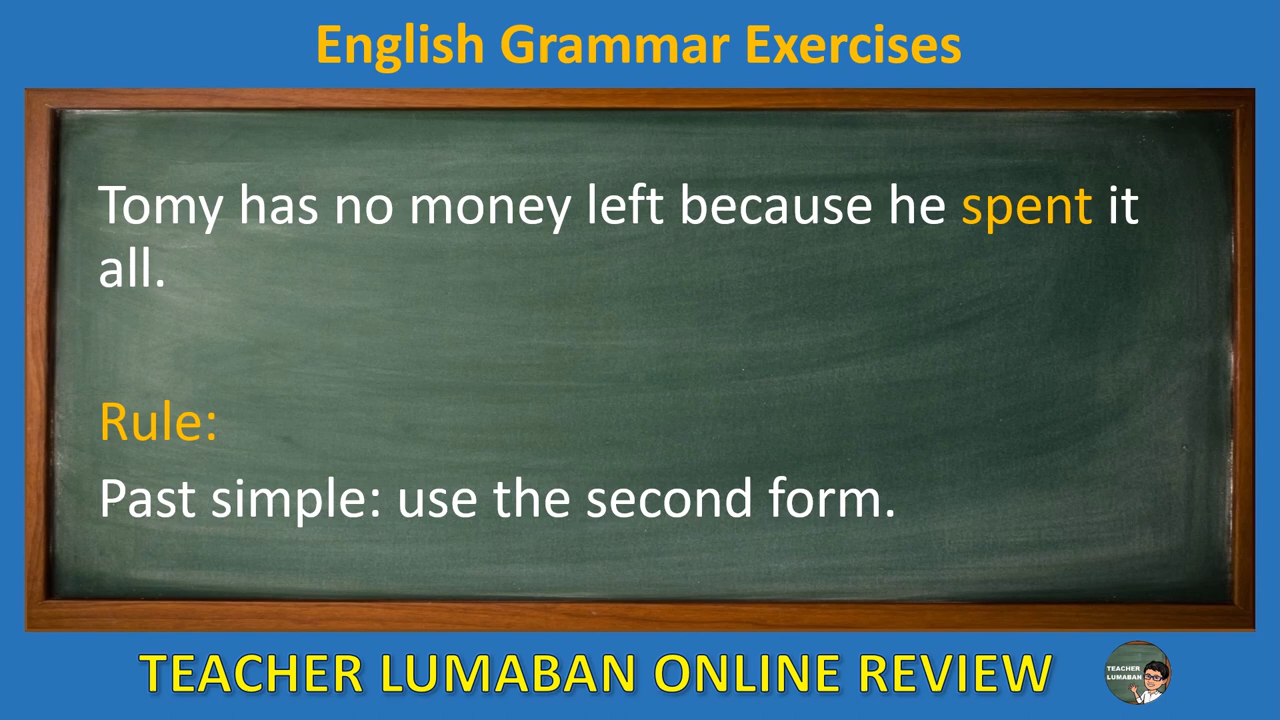 English Grammar Exercises
Tomy has no money left because he spent it
all.
Rule:
Past simple: use the second form.
TEACHER LUMABAN ONLINE REVIEW
TEACHER
LUMABAN